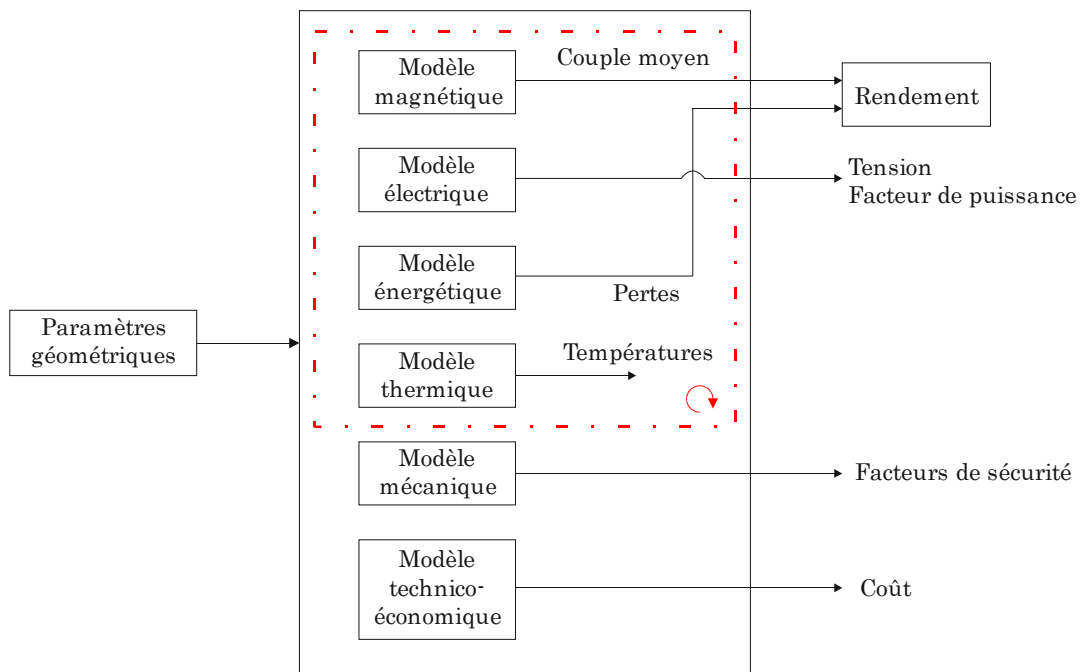 Modèle
magnétique
Couple moyen
Rendement
Modèle
électrique
Tension
Facteur de puissance
Modèle
énergétique
Pertes
Paramètres
géométriques
Modèle
thermique
Températures
Modèle
mécanique
Facteurs de sécurité
Modèle
technico-
économique
Coût